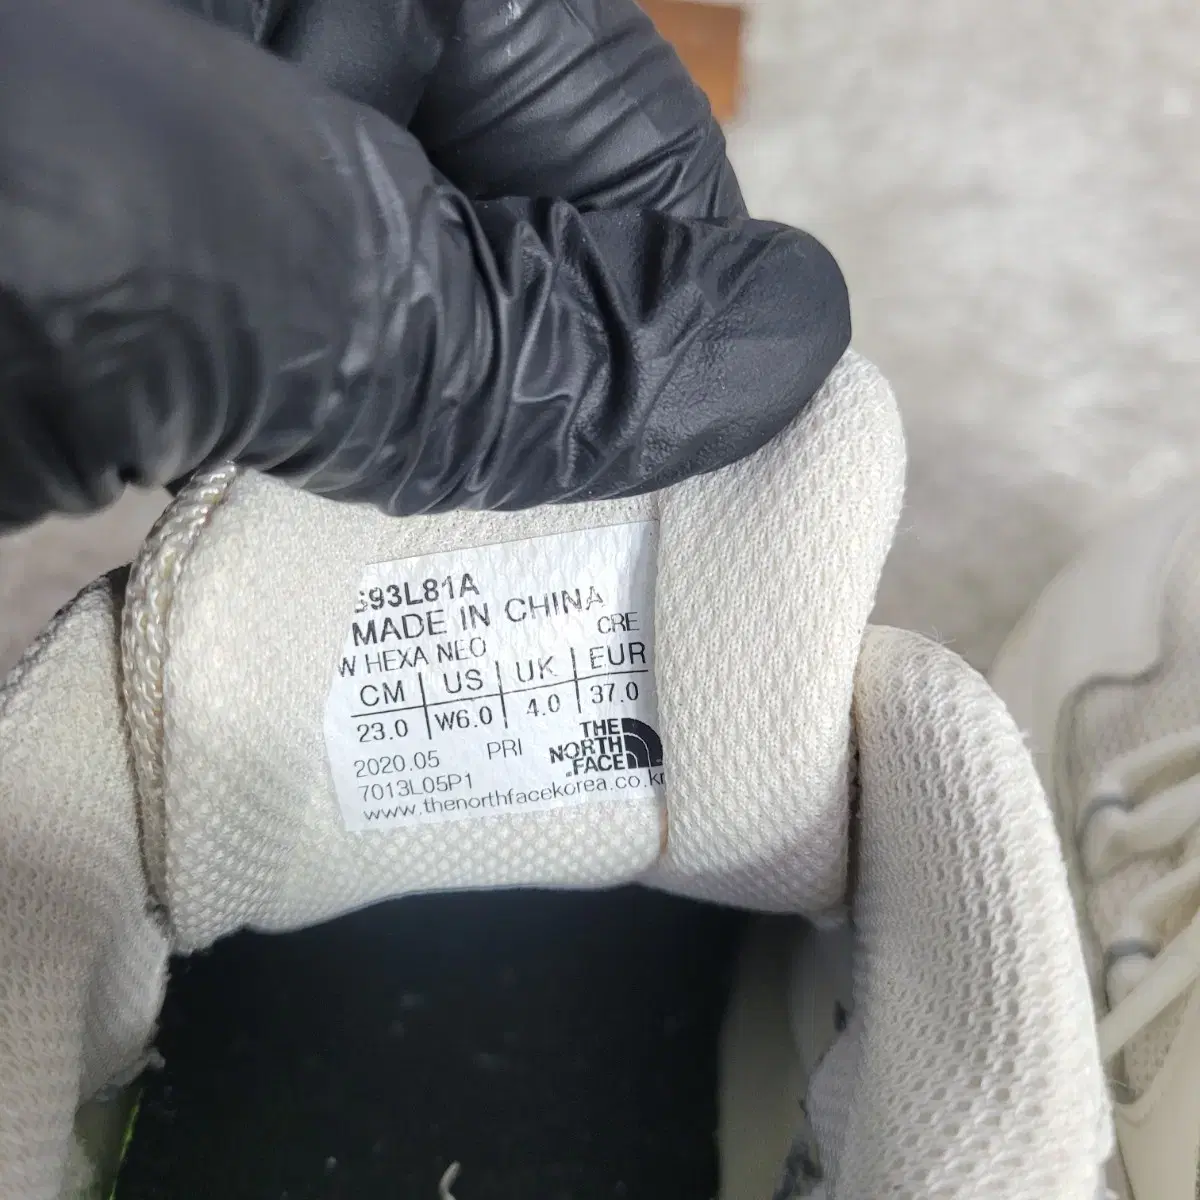 S93L81A
MADE IN CHINA
W HEXA NEO CRE
CM US UK EUR
23.0 W6.0 4.0 37.0
2020.05 PRI
7013L05P1
THE
NORTH
FACE
www.thenorthfacekorea.co.kr